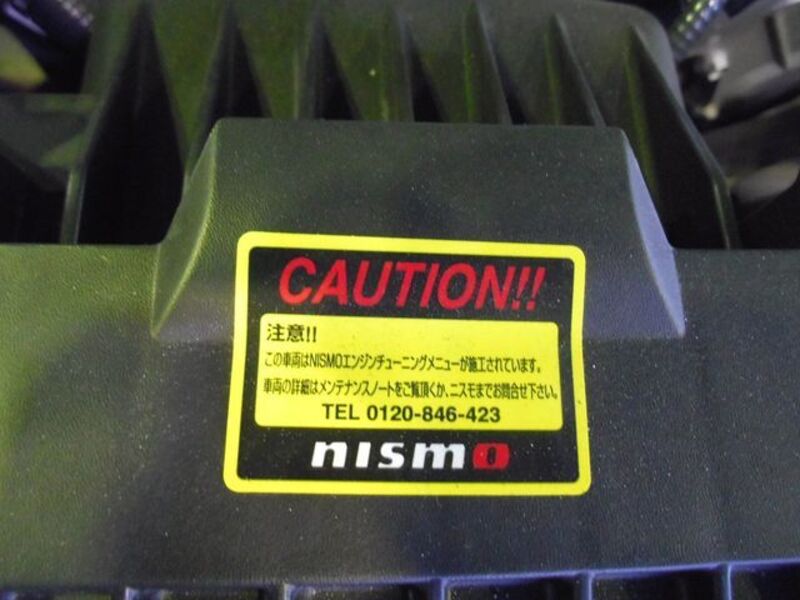 CAUTION!!
注意!!
この車両はNISMOエンジンチューニングメニューが施工されています。
車両の詳細はメンテナンスノートをご覧頂くか、ニスモまでお問合せ下さい。
TEL 0120-846-423
nismo